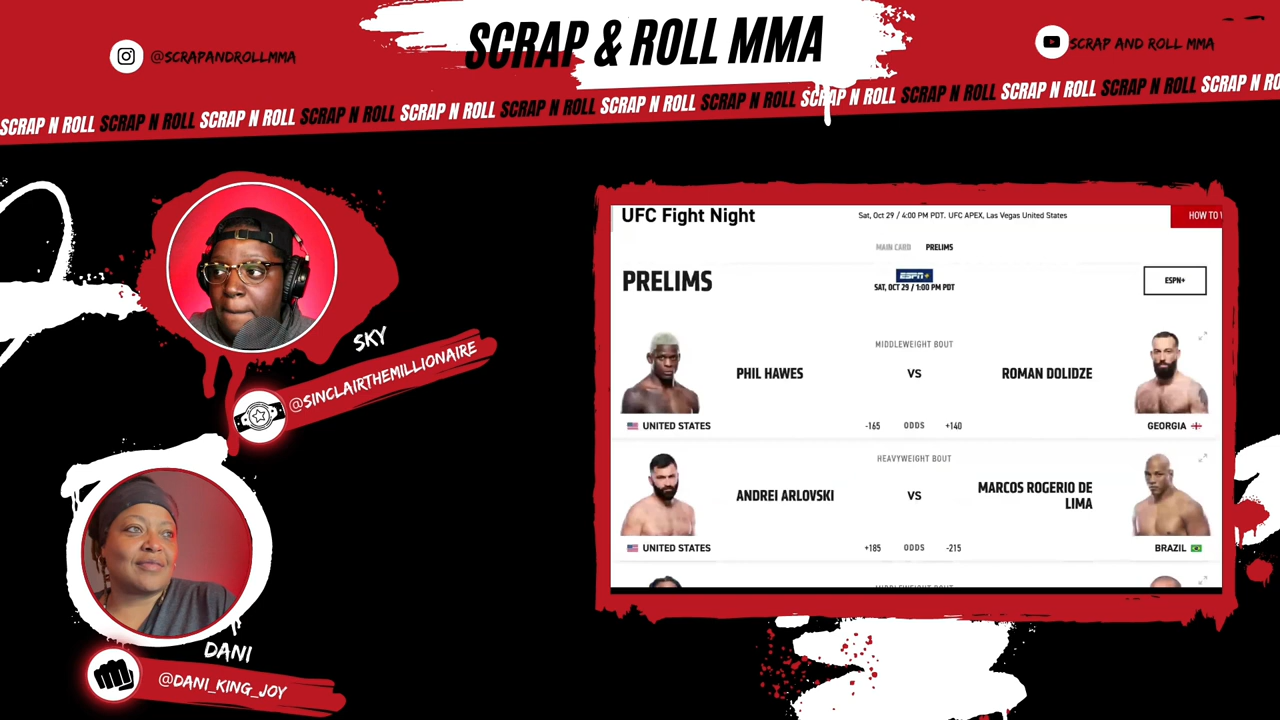 SCRAP & ROLL MMA
@SCRAPANDROLLMMA
SCRAP AND ROLL MMA
SCRAP N ROLL SCRAP N ROLL SCRAP N ROLL SCRAP N ROLL SCRAP N ROLL SCRAP N ROLL SCRAP N ROLL SCRAP N ROLL SCRAP N ROLL SCRAP N ROLL SCRAP N ROLL SCRAP N ROLL SCRAP N RO
SKY
@SINCLAIRTHEMILLIONAIRE
DANI
@DANI_KING_JOY
UFC Fight Night
Sat, Oct 29 / 4:00 PM PDT. UFC APEX, Las Vegas United States
HOW TO
MAIN CARD PRELIMS
PRELIMS
ESPN+
SAT, OCT 29 / 1:00 PM PDT
ESPN+
MIDDLEWEIGHT BOUT
PHIL HAWES VS ROMAN DOLIDZE
UNITED STATES -165 ODDS +140 GEORGIA
HEAVYWEIGHT BOUT
ANDREI ARLOVSKI VS MARCOS ROGERIO DE
LIMA
UNITED STATES +185 ODDS -215 BRAZIL